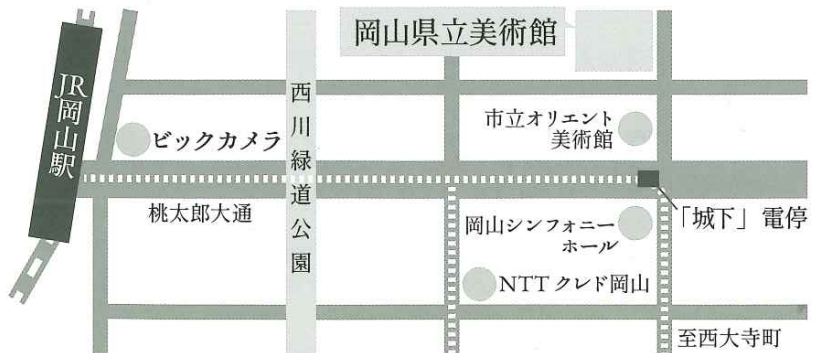 岡山県立美術館
JR岡山駅
ビックカメラ
西川緑道公園
市立オリエント
美術館
桃太郎大通
岡山シンフォニー
ホール
「城下」電停
NTTクレド岡山
至西大寺町